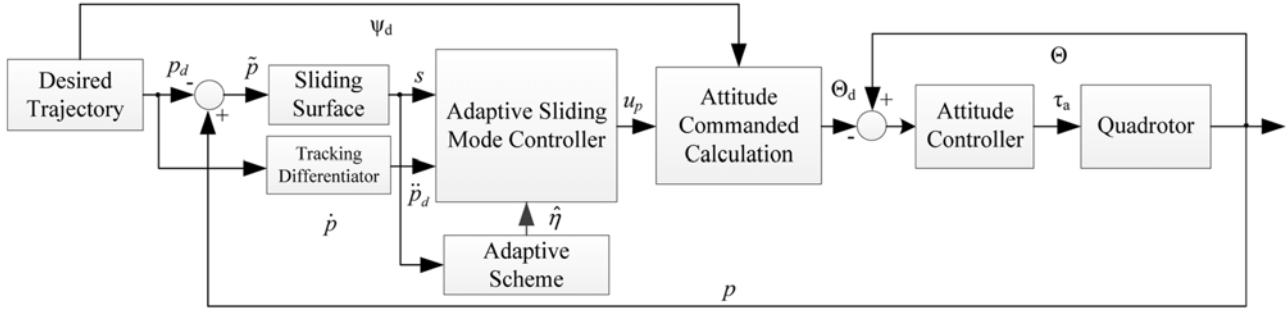 ψd
Desired
Trajectory
pd
-
+
p̃
Sliding
Surface
s
Tracking
Differentiator
p̈d
ṗ
Adaptive Sliding
Mode Controller
η̂
Adaptive
Scheme
up
Attitude
Commanded
Calculation
Θd
+
-
Θ
Attitude
Controller
τa
Quadrotor
p